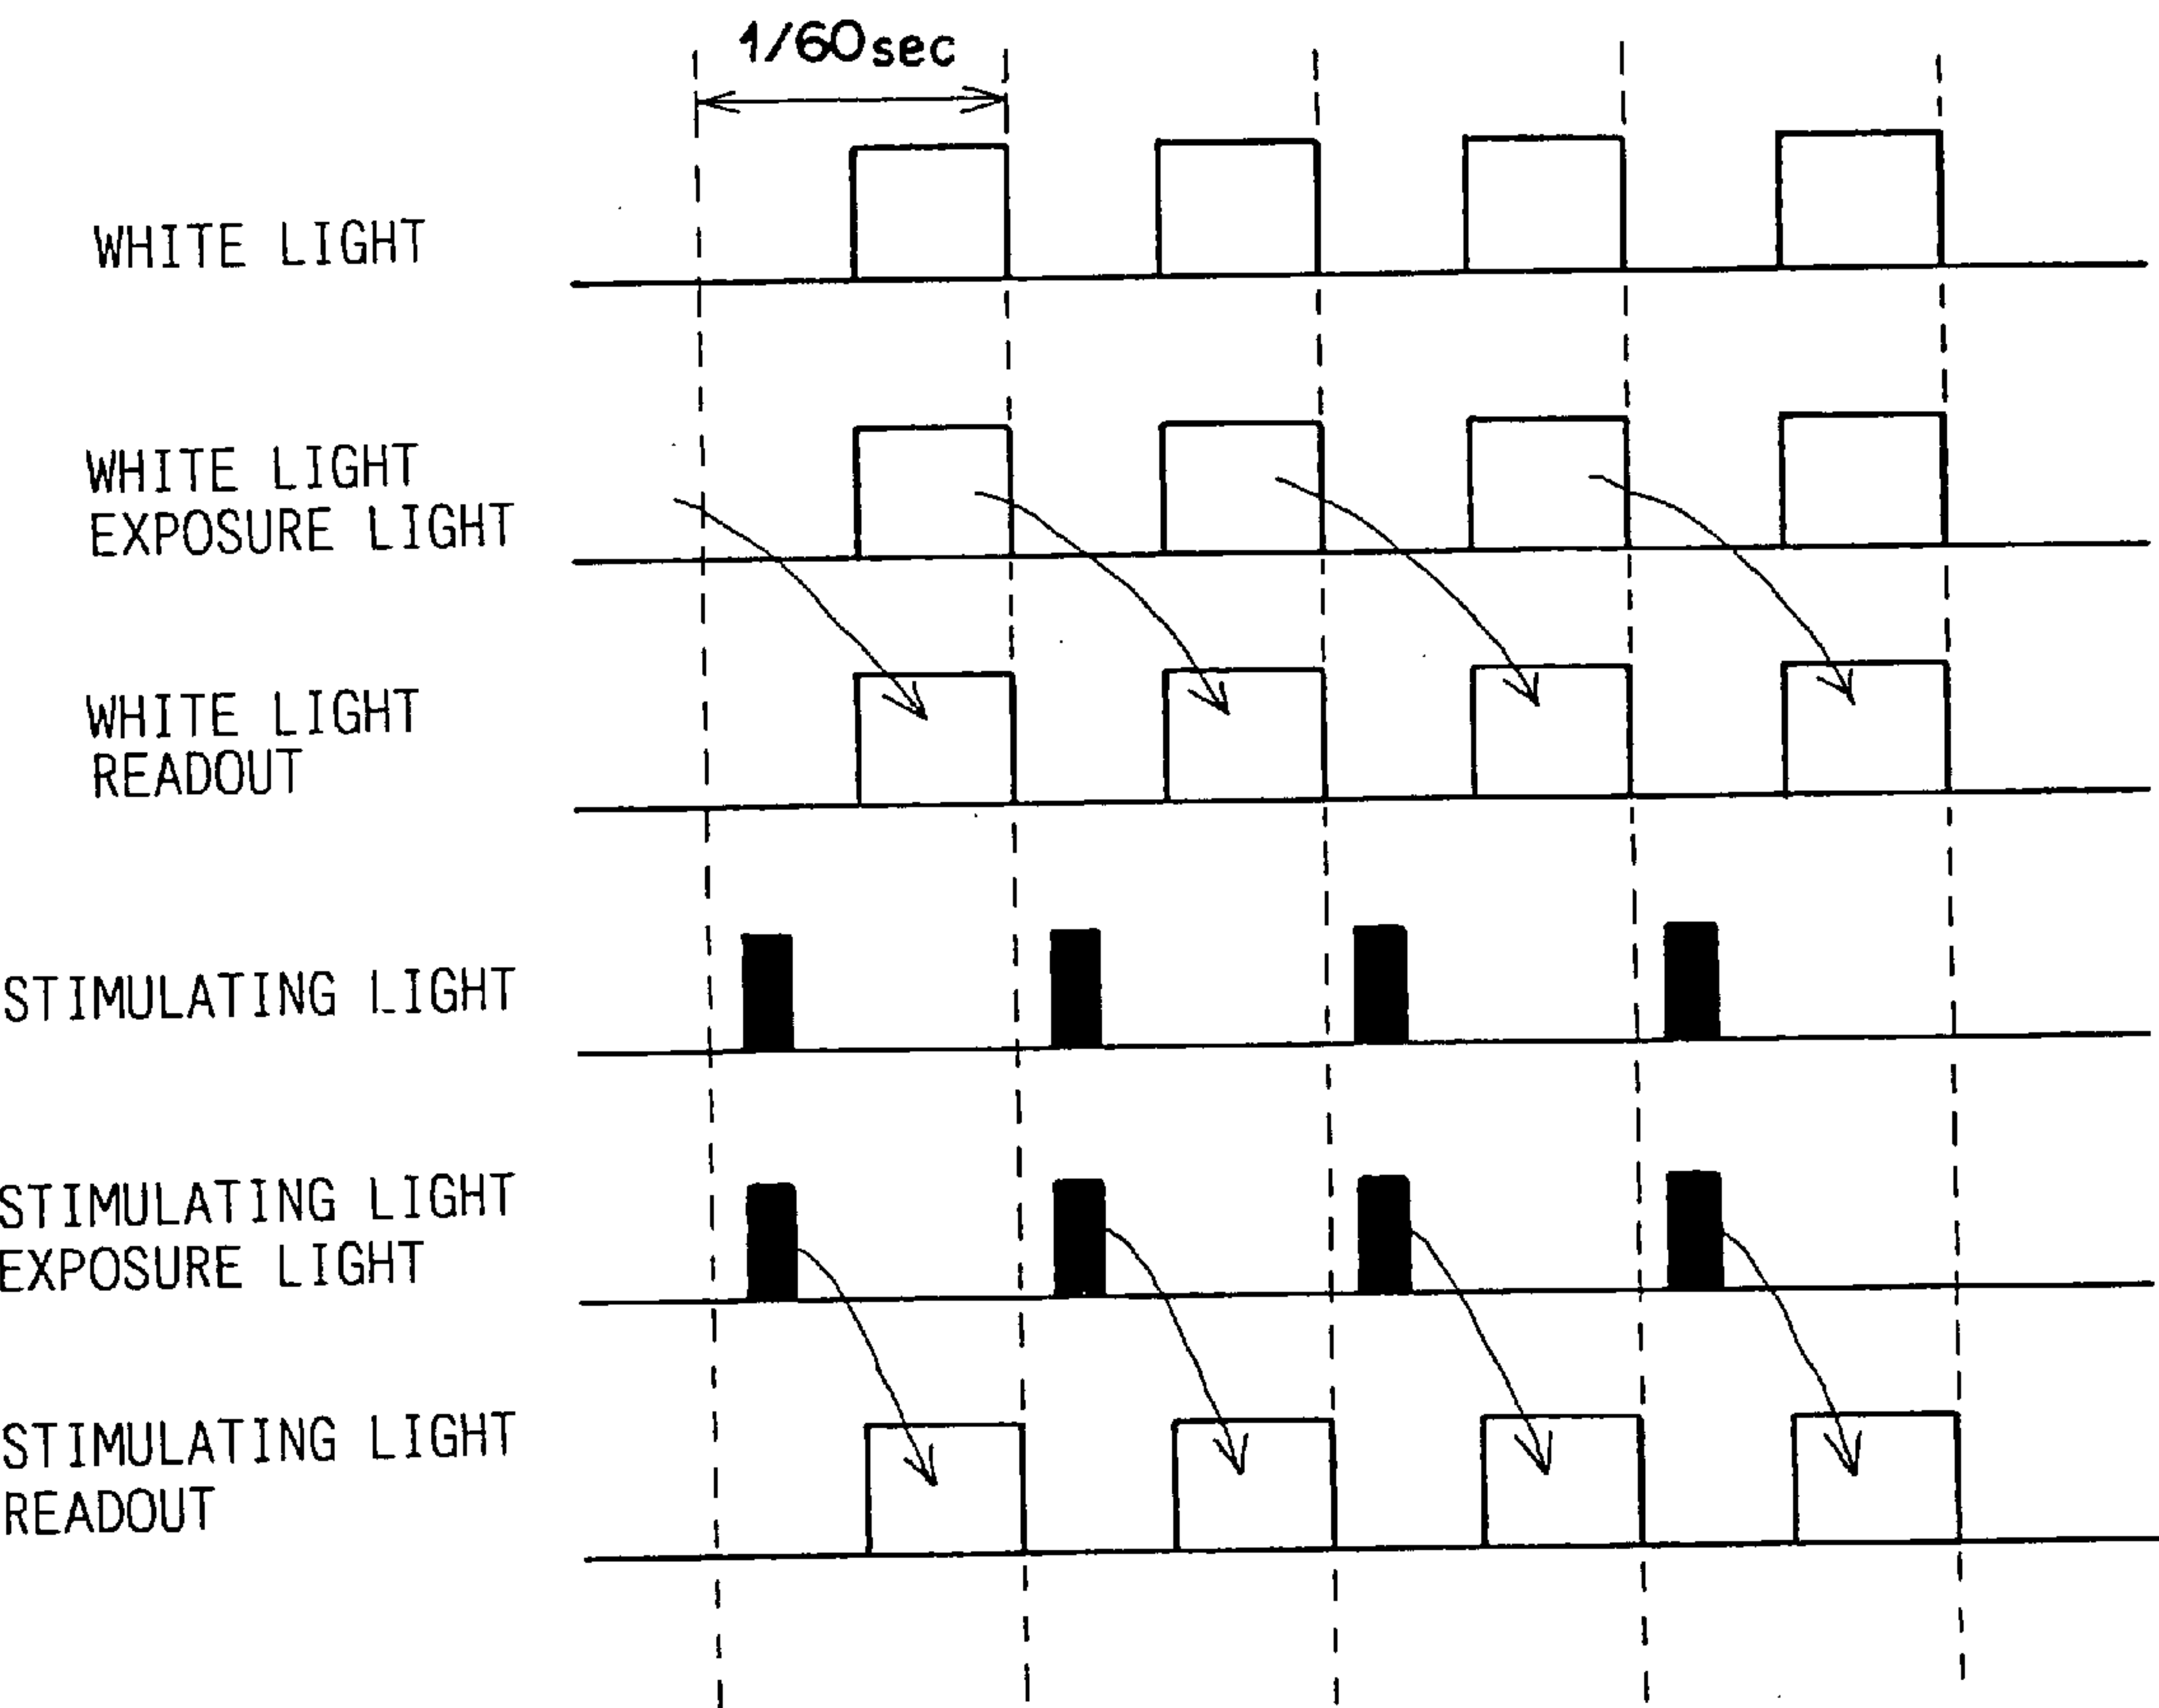 1/60sec
WHITE LIGHT
WHITE LIGHT
EXPOSURE LIGHT
WHITE LIGHT
READOUT
STIMULATING LIGHT
STIMULATING LIGHT
EXPOSURE LIGHT
STIMULATING LIGHT
READOUT